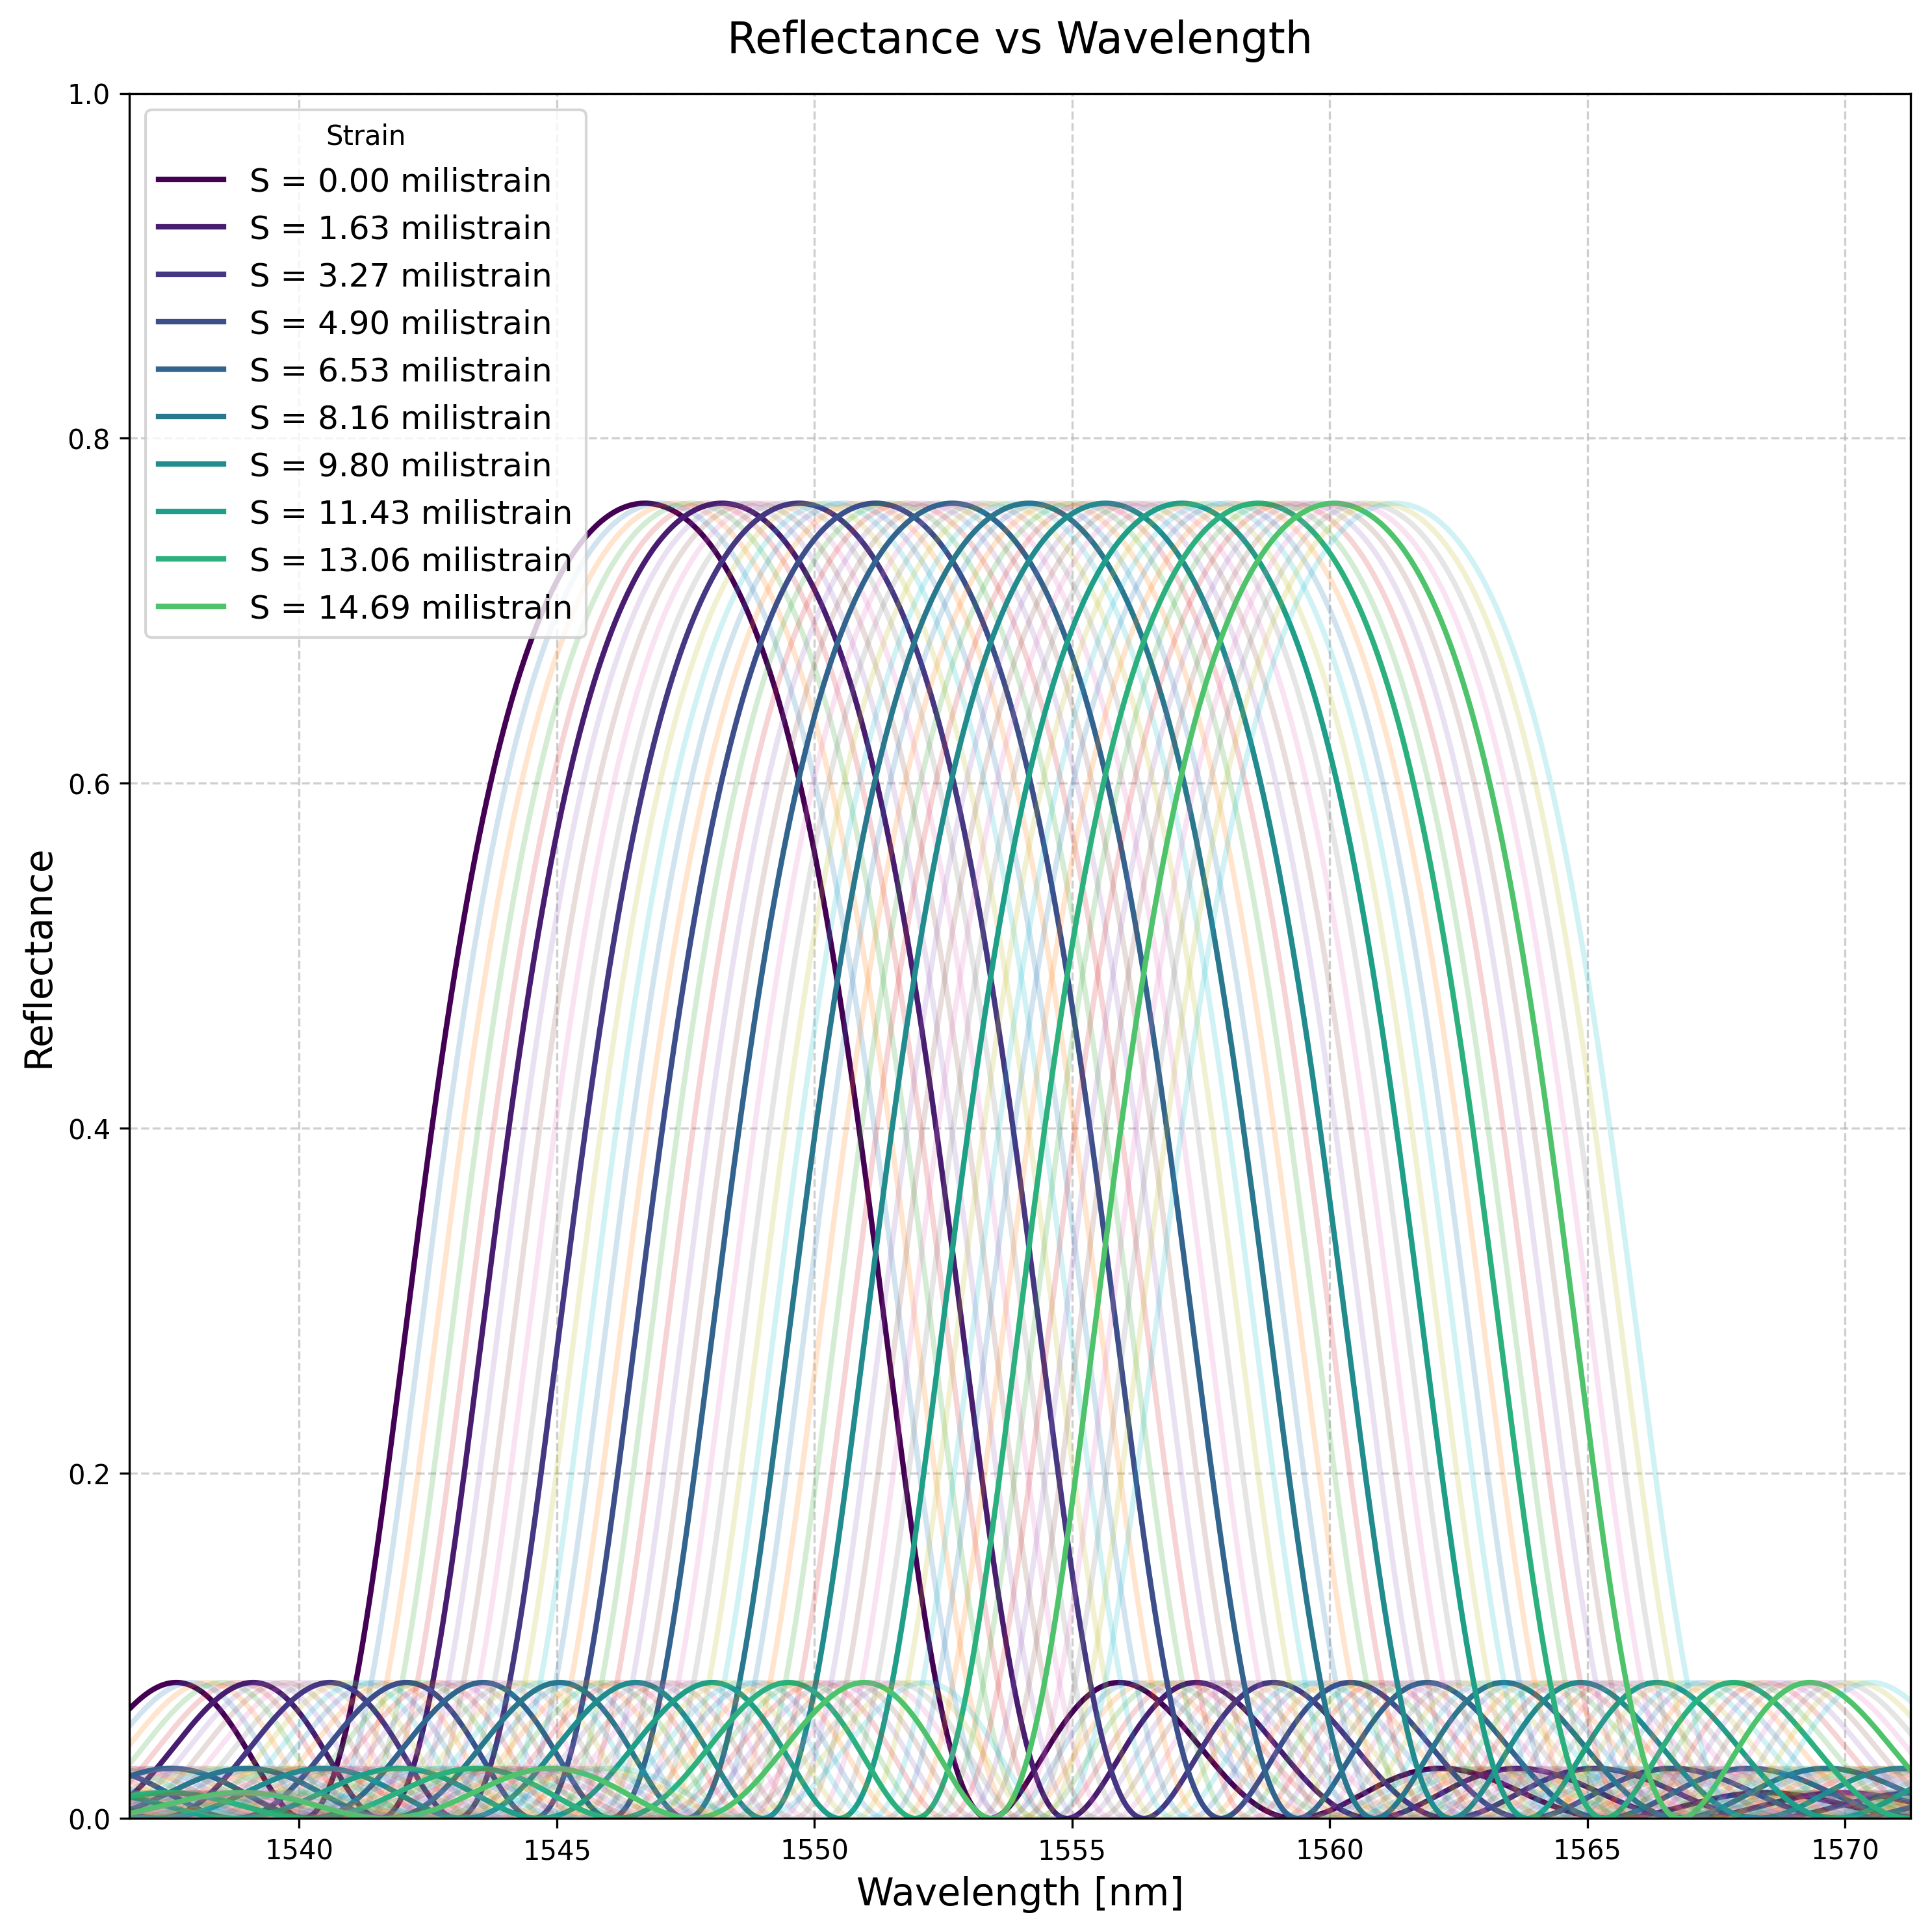 Reflectance vs Wavelength
1.0
0.8
0.6
0.4
0.2
0.0
Reflectance
Strain
S = 0.00 milistrain
S = 1.63 milistrain
S = 3.27 milistrain
S = 4.90 milistrain
S = 6.53 milistrain
S = 8.16 milistrain
S = 9.80 milistrain
S = 11.43 milistrain
S = 13.06 milistrain
S = 14.69 milistrain
1540 1545 1550 1555 1560 1565 1570
Wavelength [nm]